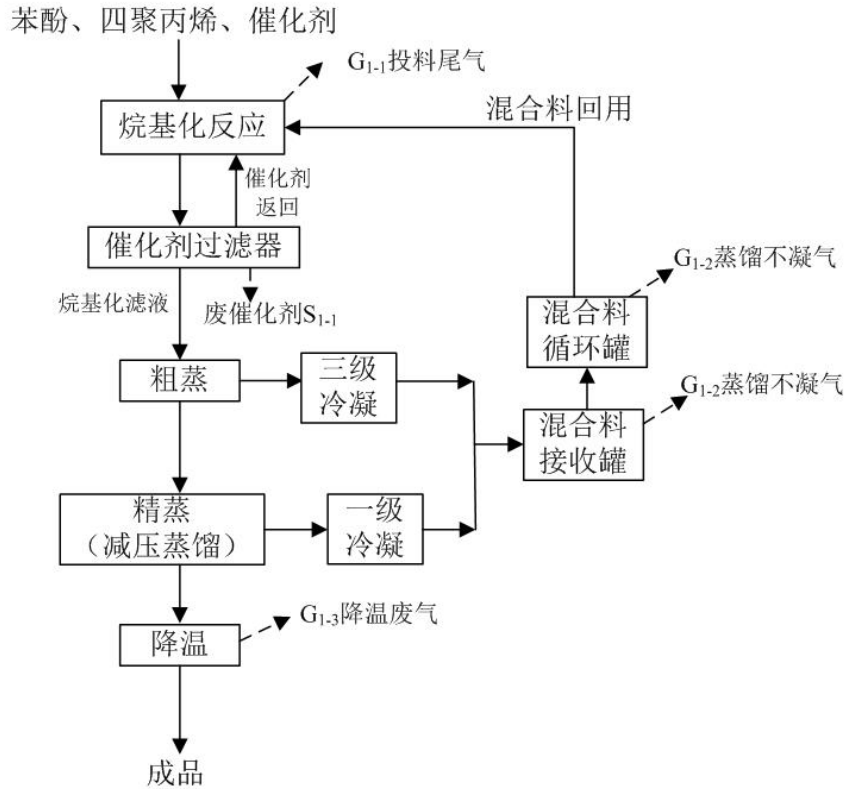 苯酚、四聚丙烯、催化剂
G1-1投料尾气
混合料回用
烷基化反应
催化剂
返回
催化剂过滤器
G1-2蒸馏不凝气
烷基化滤液
废催化剂S1-1
混合料
循环罐
粗蒸
三级
冷凝
G1-2蒸馏不凝气
混合料
接收罐
精蒸
（减压蒸馏）
一级
冷凝
G1-3降温废气
降温
成品